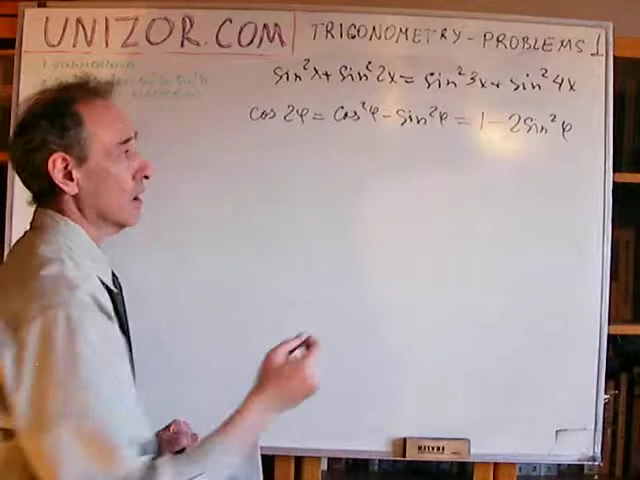 UNIZOR.COM TRIGONOMETRY - PROBLEMS 1
sin²x + sin²2x = sin²3x + sin²4x
cos 2φ = cos²φ - sin²φ = 1 - 2sin²φ